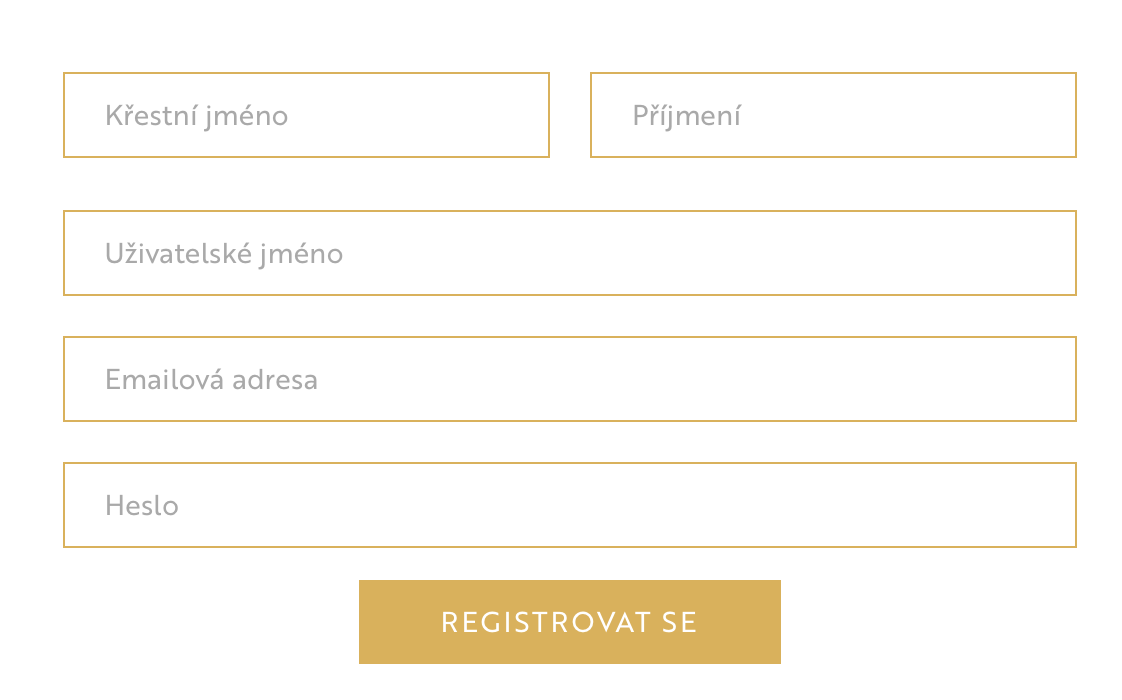 Křestní jméno
Příjmení
Uživatelské jméno
Emailová adresa
Heslo
REGISTROVAT SE